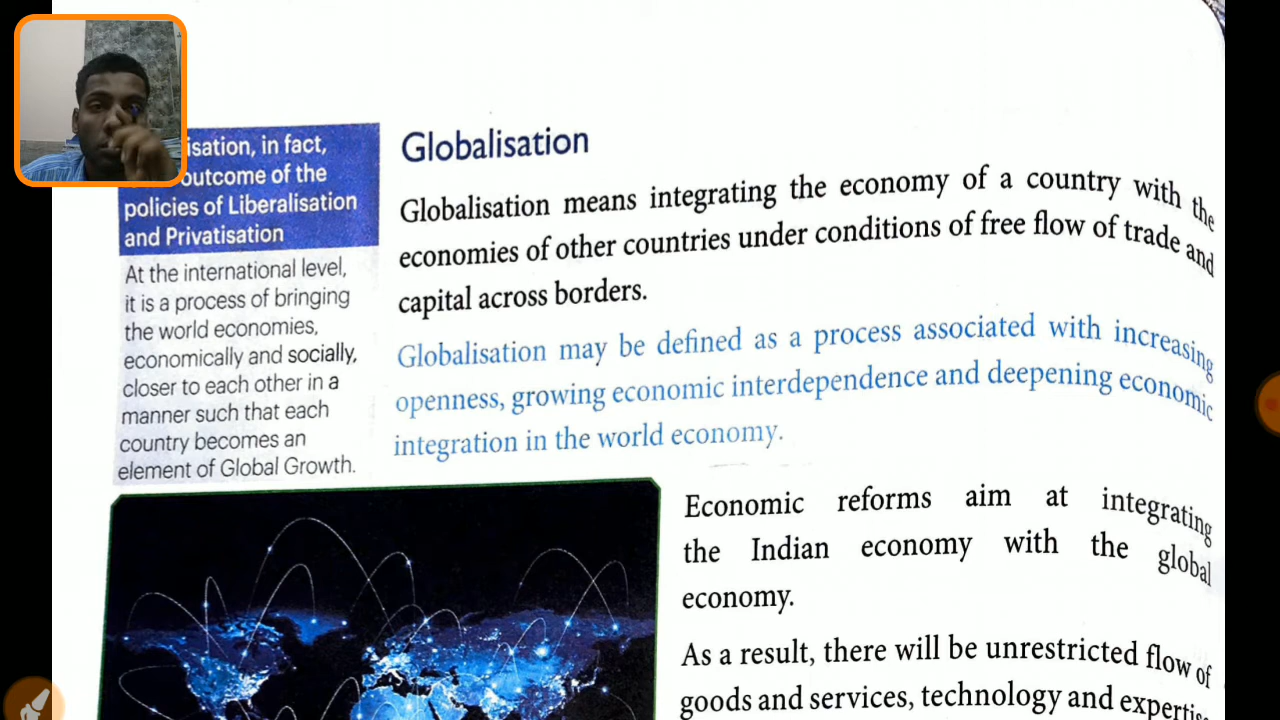 isation, in fact,
outcome of the
policies of Liberalisation
and Privatisation
At the international level,
it is a process of bringing
the world economies,
economically and socially,
closer to each other in a
manner such that each
country becomes an
element of Global Growth.
Globalisation
Globalisation means integrating the economy of a country with the
economies of other countries under conditions of free flow of trade and
capital across borders.
Globalisation may be defined as a process associated with increasing
openness, growing economic interdependence and deepening economic
integration in the world economy.
Economic reforms aim at integrating
the Indian economy with the global
economy.
As a result, there will be unrestricted flow of
goods and services, technology and